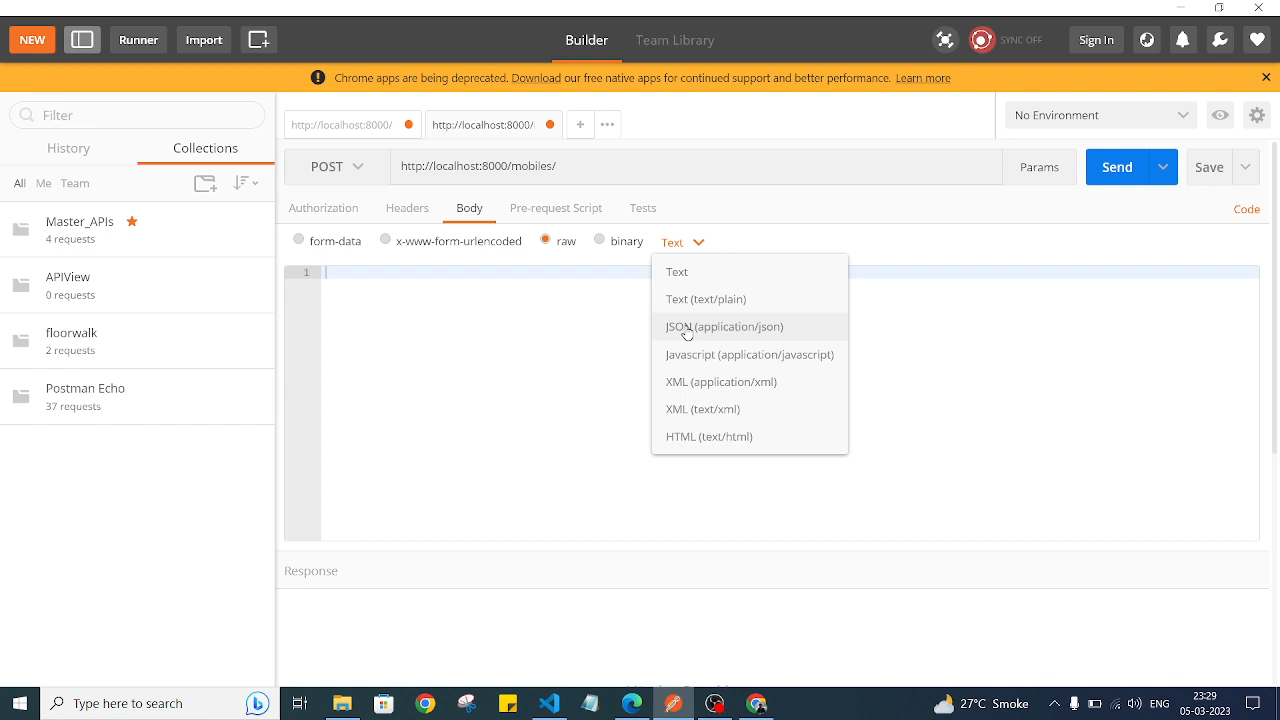 NEW
Runner
Import
Builder
Team Library
SYNC OFF
Sign In
Chrome apps are being deprecated. Download our free native apps for continued support and better performance. Learn more
Filter
http://localhost:8000/
http://localhost:8000/
No Environment
History
Collections
POST
http://localhost:8000/mobiles/
Params
Send
Save
All
Me
Team
Authorization
Headers
Body
Pre-request Script
Tests
Code
Master_APIs
4 requests
form-data
x-www-form-urlencoded
raw
binary
Text
1
Text
Text (text/plain)
JSON (application/json)
Javascript (application/javascript)
XML (application/xml)
XML (text/xml)
HTML (text/html)
APIView
0 requests
floorwalk
2 requests
Postman Echo
37 requests
Response
Type here to search
27°C Smoke
ENG
23:29
05-03-2023